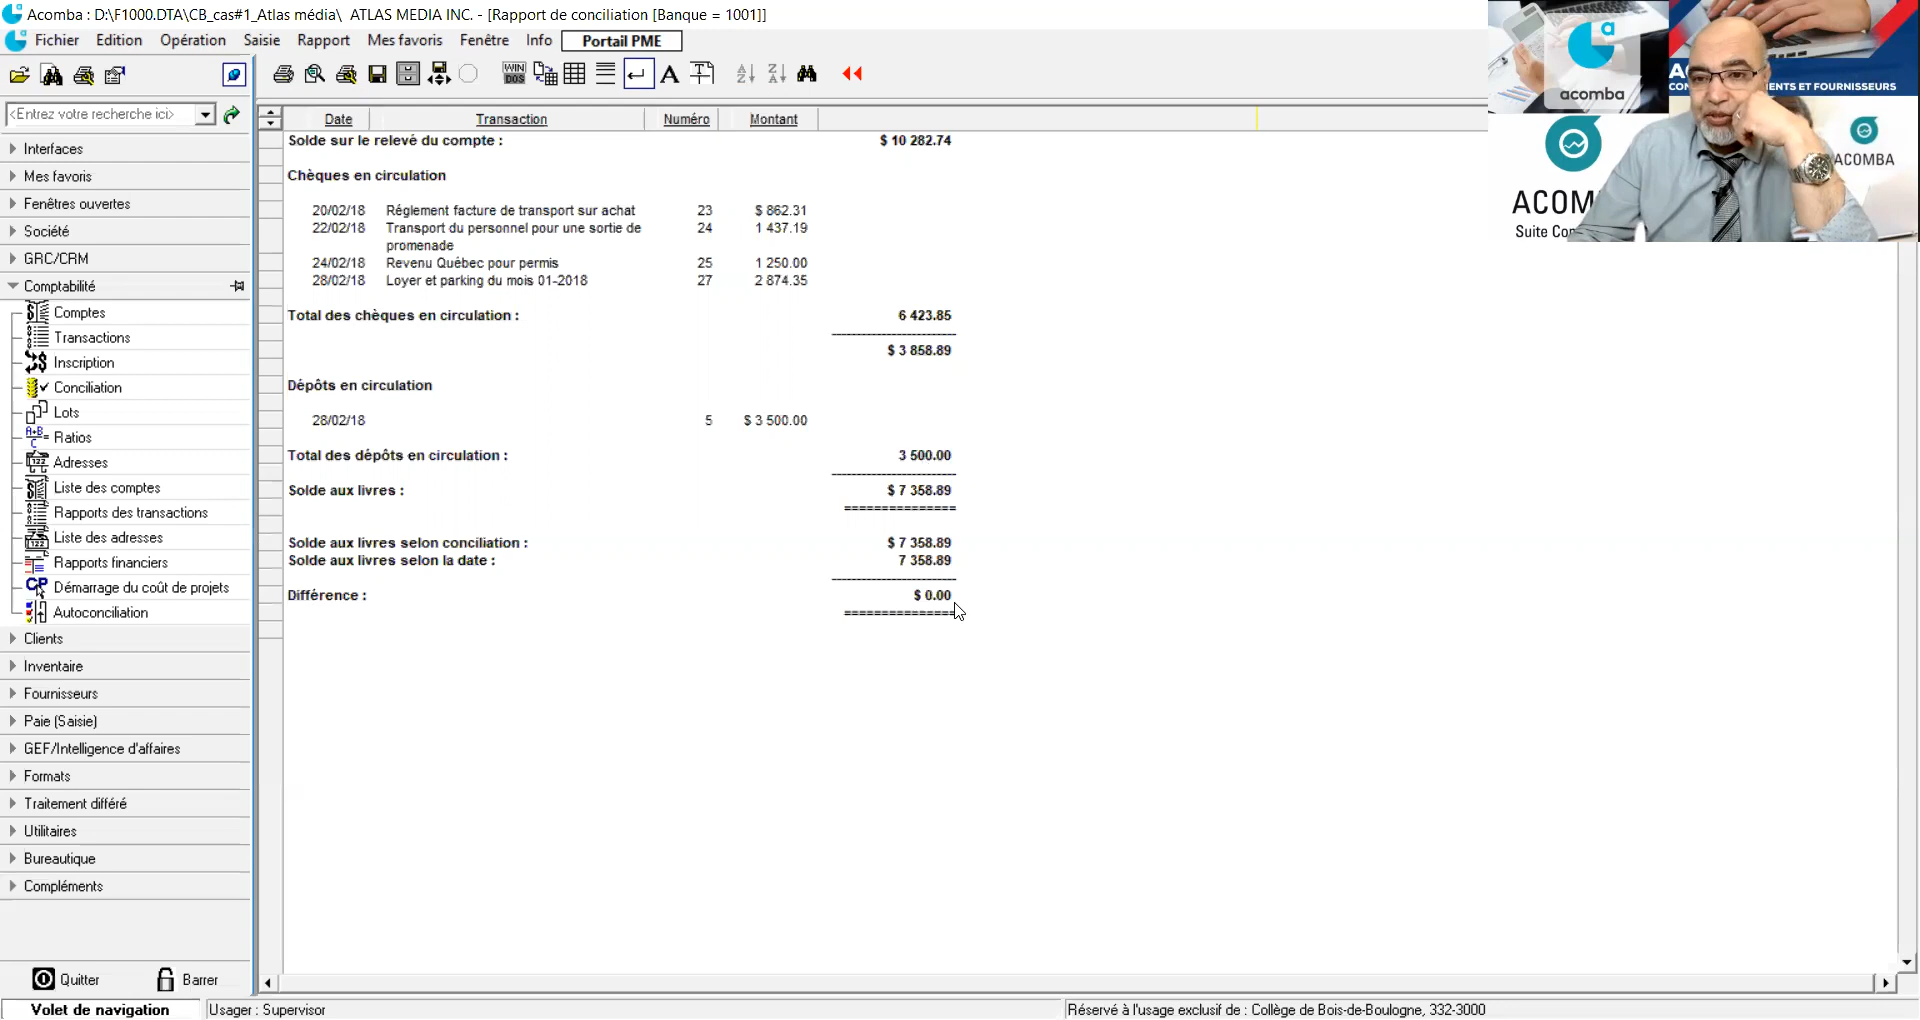 Acomba : D:\F1000.DTA\CB_cas#1_Atlas média\  ATLAS MEDIA INC. - [Rapport de conciliation [Banque = 1001]]
Fichier Edition Opération Saisie Rapport Mes favoris Fenêtre Info Portail PME
WIN DOS
<Entrez votre recherche ici>
Interfaces
Mes favoris
Fenêtres ouvertes
Société
GRC/CRM
Comptabilité
Comptes
Transactions
Inscription
Conciliation
Lots
Ratios
Adresses
Liste des comptes
Rapports des transactions
Liste des adresses
Rapports financiers
Démarrage du coût de projets
Autoconciliation
Clients
Inventaire
Fournisseurs
Paie (Saisie)
GEF/Intelligence d'affaires
Formats
Traitement différé
Utilitaires
Bureautique
Compléments
Quitter Barrer
Date Transaction Numéro Montant
Solde sur le relevé du compte : $ 10 282.74
Chèques en circulation
20/02/18 Réglement facture de transport sur achat 23 $ 862.31
22/02/18 Transport du personnel pour une sortie de 24 1 437.19
promenade
24/02/18 Revenu Québec pour permis 25 1 250.00
28/02/18 Loyer et parking du mois 01-2018 27 2 874.35
Total des chèques en circulation : 6 423.85
$ 3 858.89
Dépôts en circulation
28/02/18 5 $ 3 500.00
Total des dépôts en circulation : 3 500.00
Solde aux livres : $ 7 358.89
Solde aux livres selon conciliation : $ 7 358.89
Solde aux livres selon la date : 7 358.89
Différence : $ 0.00
acomba
ENTS ET FOURNISSEURS
ACOMBA
ACOM
Suite Co
Volet de navigation Usager : Supervisor Réservé à l'usage exclusif de : Collège de Bois-de-Boulogne, 332-3000